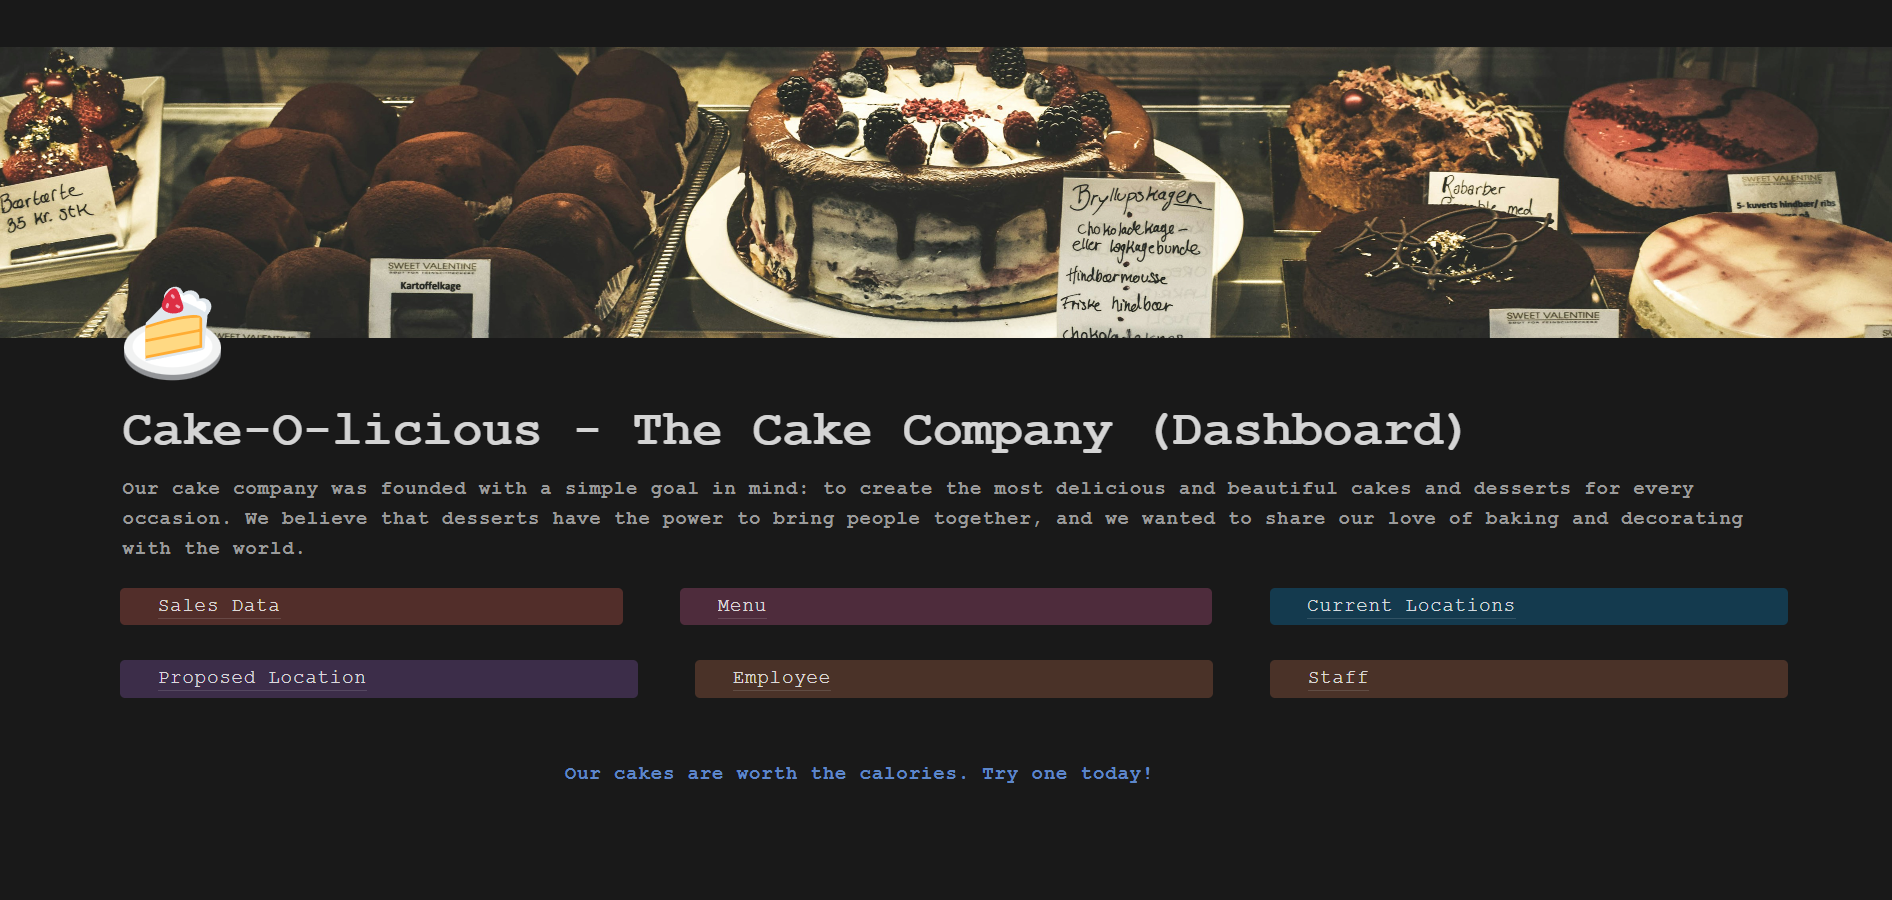 Bærtærte
35 kr. stk
SWEET VALENTINE
Kartoffelkage
Bryllupskagen
chokoladekage-
eller lagkagebunde
Hindbærmousse
Friske hindbær
Rabarber
med
SWEET VALENTINE
5- kuverts hindbær/ ribs
SWEET VALENTINE
Cake-O-licious - The Cake Company (Dashboard)
Our cake company was founded with a simple goal in mind: to create the most delicious and beautiful cakes and desserts for every
occasion. We believe that desserts have the power to bring people together, and we wanted to share our love of baking and decorating
with the world.
Sales Data
Menu
Current Locations
Proposed Location
Employee
Staff
Our cakes are worth the calories. Try one today!